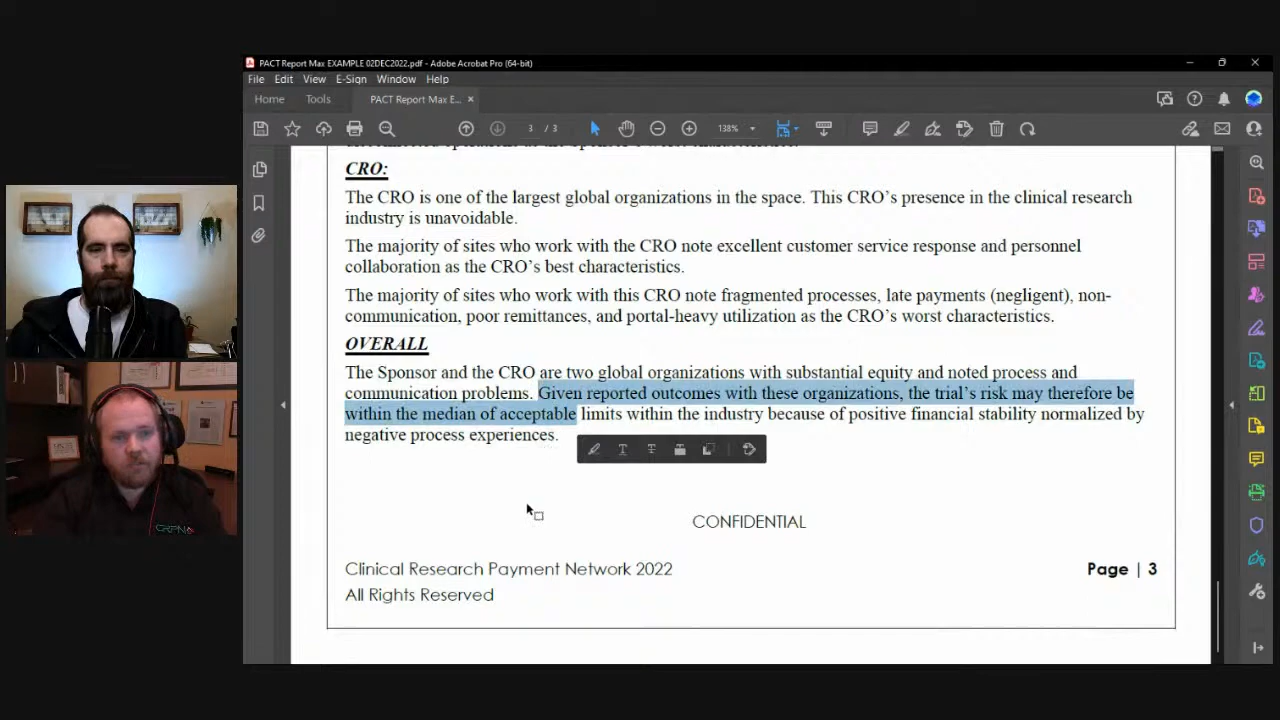 PACT Report Max EXAMPLE 02DEC2022.pdf - Adobe Acrobat Pro (64-bit)
File Edit View E-Sign Window Help
Home Tools PACT Report Max E...
3 / 3 138%
CRO:
The CRO is one of the largest global organizations in the space. This CRO's presence in the clinical research
industry is unavoidable.
The majority of sites who work with the CRO note excellent customer service response and personnel
collaboration as the CRO's best characteristics.
The majority of sites who work with this CRO note fragmented processes, late payments (negligent), non-
communication, poor remittances, and portal-heavy utilization as the CRO's worst characteristics.
OVERALL
The Sponsor and the CRO are two global organizations with substantial equity and noted process and
communication problems. Given reported outcomes with these organizations, the trial's risk may therefore be
within the median of acceptable limits within the industry because of positive financial stability normalized by
negative process experiences.
CONFIDENTIAL
Clinical Research Payment Network 2022
Page | 3
All Rights Reserved
CRPN